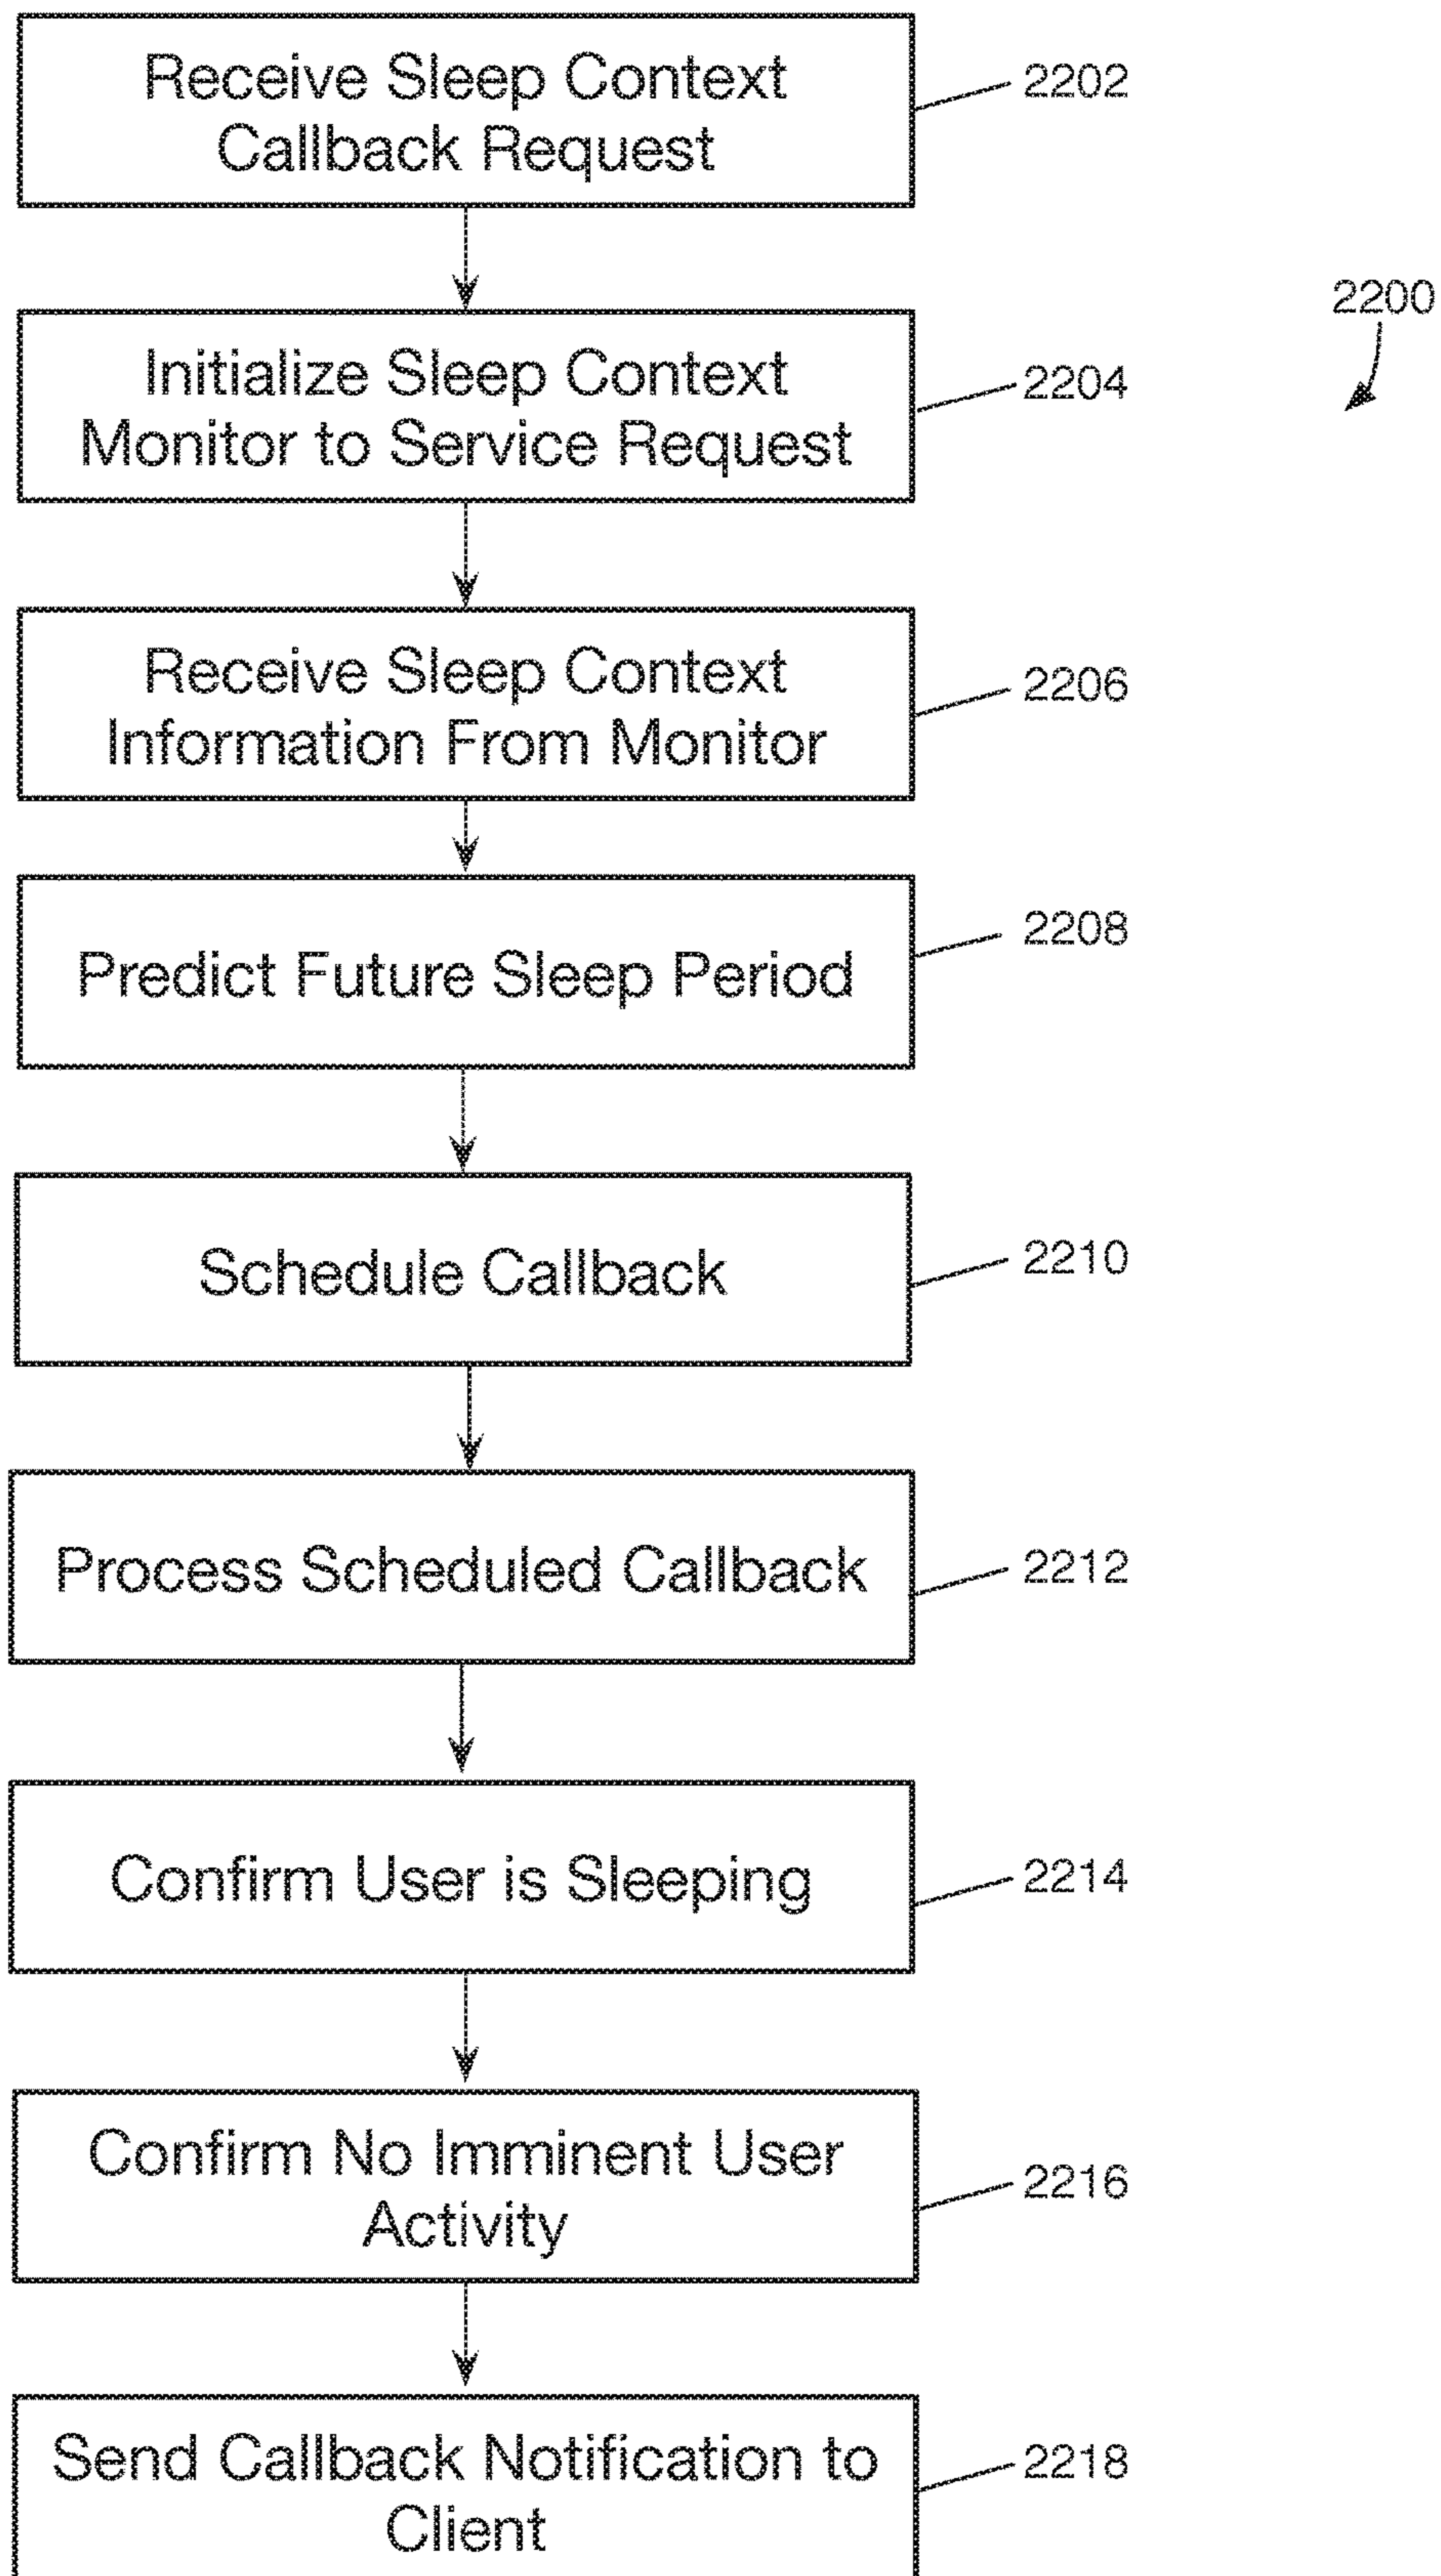 Receive Sleep Context
Callback Request
2202
2200
Initialize Sleep Context
Monitor to Service Request
2204
Receive Sleep Context
Information From Monitor
2206
Predict Future Sleep Period
2208
Schedule Callback
2210
Process Scheduled Callback
2212
Confirm User is Sleeping
2214
Confirm No Imminent User
Activity
2216
Send Callback Notification to
Client
2218